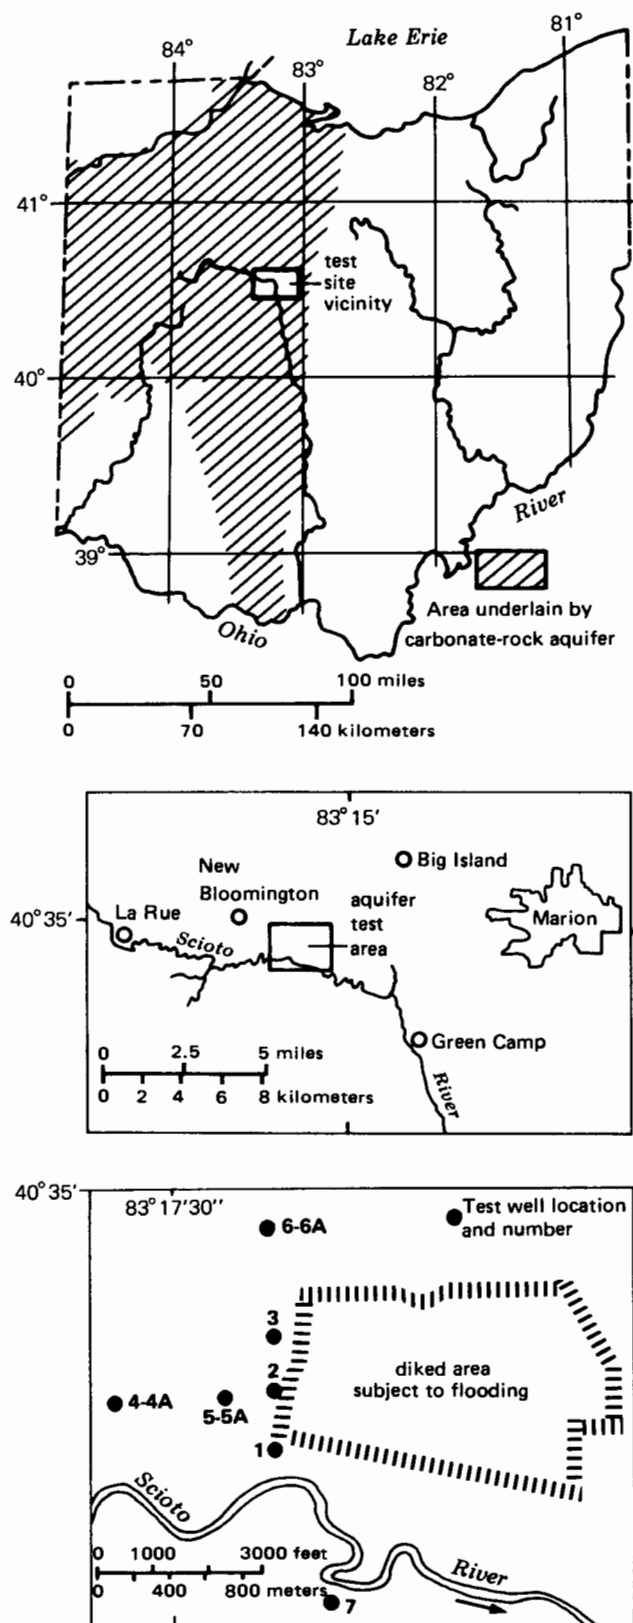 84°
83°
Lake Erie
82°
81°
41°
test
site
vicinity
40°
39°
River
Ohio
Area underlain by
carbonate-rock aquifer
0 50 100 miles
0 70 140 kilometers
83°15'
New
Bloomington
Big Island
40°35'
La Rue
Scioto
aquifer
test
area
Marion
0 2.5 5 miles
0 2 4 6 8 kilometers
Green Camp
River
40°35'
83°17'30''
6-6A
Test well location
and number
3
2
diked area
subject to flooding
4-4A
5-5A
1
Scioto
0 1000 3000 feet
0 400 800 meters
River
7